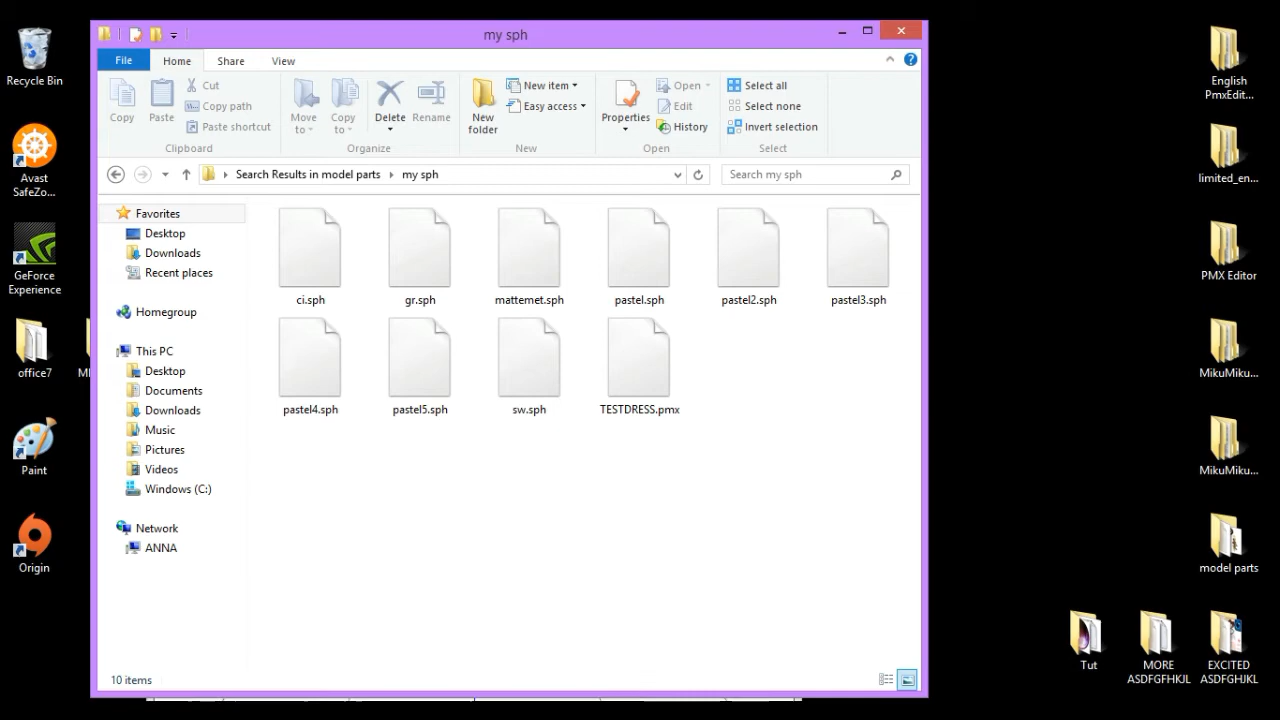 my sph
File
Home
Share
View
Copy
Paste
Cut
Copy path
Paste shortcut
Move to
Copy to
Delete
Rename
New folder
New item
Easy access
Properties
Open
Edit
History
Select all
Select none
Invert selection
Clipboard
Organize
New
Open
Select
Search Results in model parts
my sph
Search my sph
Favorites
Desktop
Downloads
Recent places
Homegroup
This PC
Desktop
Documents
Downloads
Music
Pictures
Videos
Windows (C:)
Network
ANNA
ci.sph
gr.sph
mattemet.sph
pastel.sph
pastel2.sph
pastel3.sph
pastel4.sph
pastel5.sph
sw.sph
TESTDRESS.pmx
10 items
Recycle Bin
Avast
SafeZo...
GeForce
Experience
office7
Paint
Origin
English
PmxEdit...
limited_en...
PMX Editor
MikuMiku...
MikuMiku...
model parts
Tut
MORE
ASDFGFHKJL
EXCITED
ASDFGHJKL